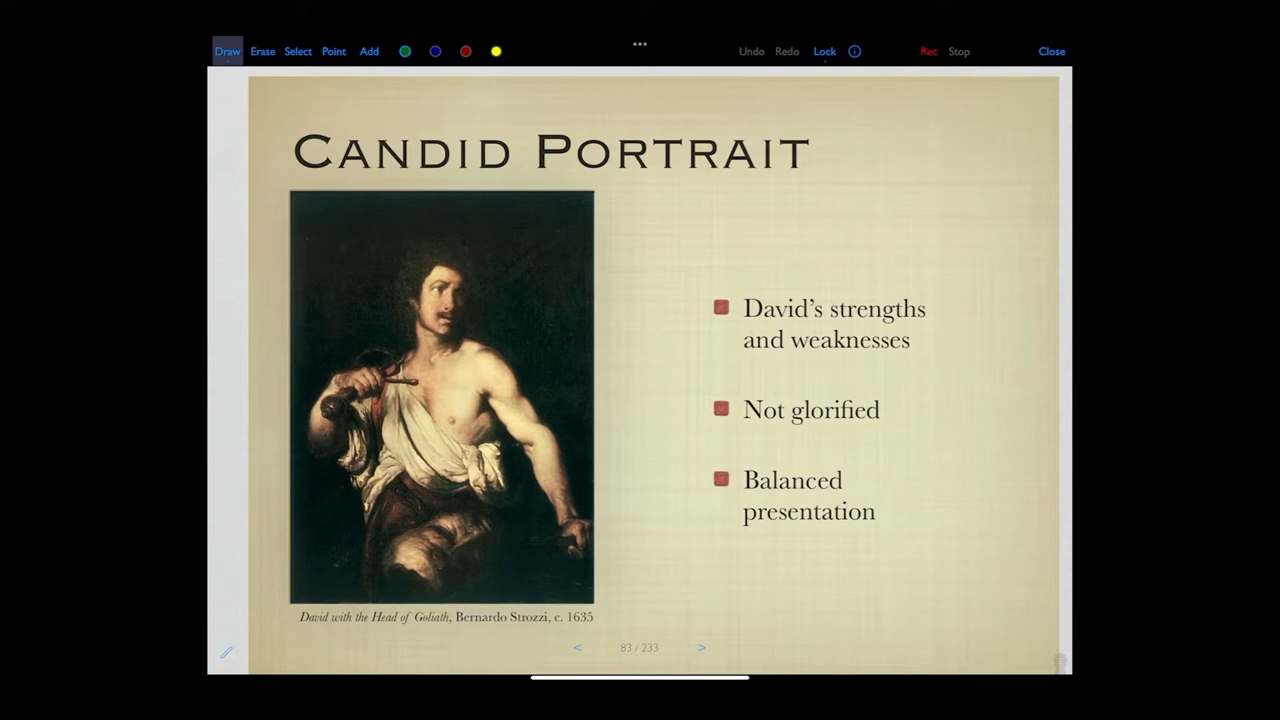 Draw Erase Select Point Add ••• Undo Redo Lock Rec Stop Close
CANDID PORTRAIT
David’s strengths
and weaknesses
Not glorified
Balanced
presentation
David with the Head of Goliath, Bernardo Strozzi, c. 1635
< 83 / 233 >